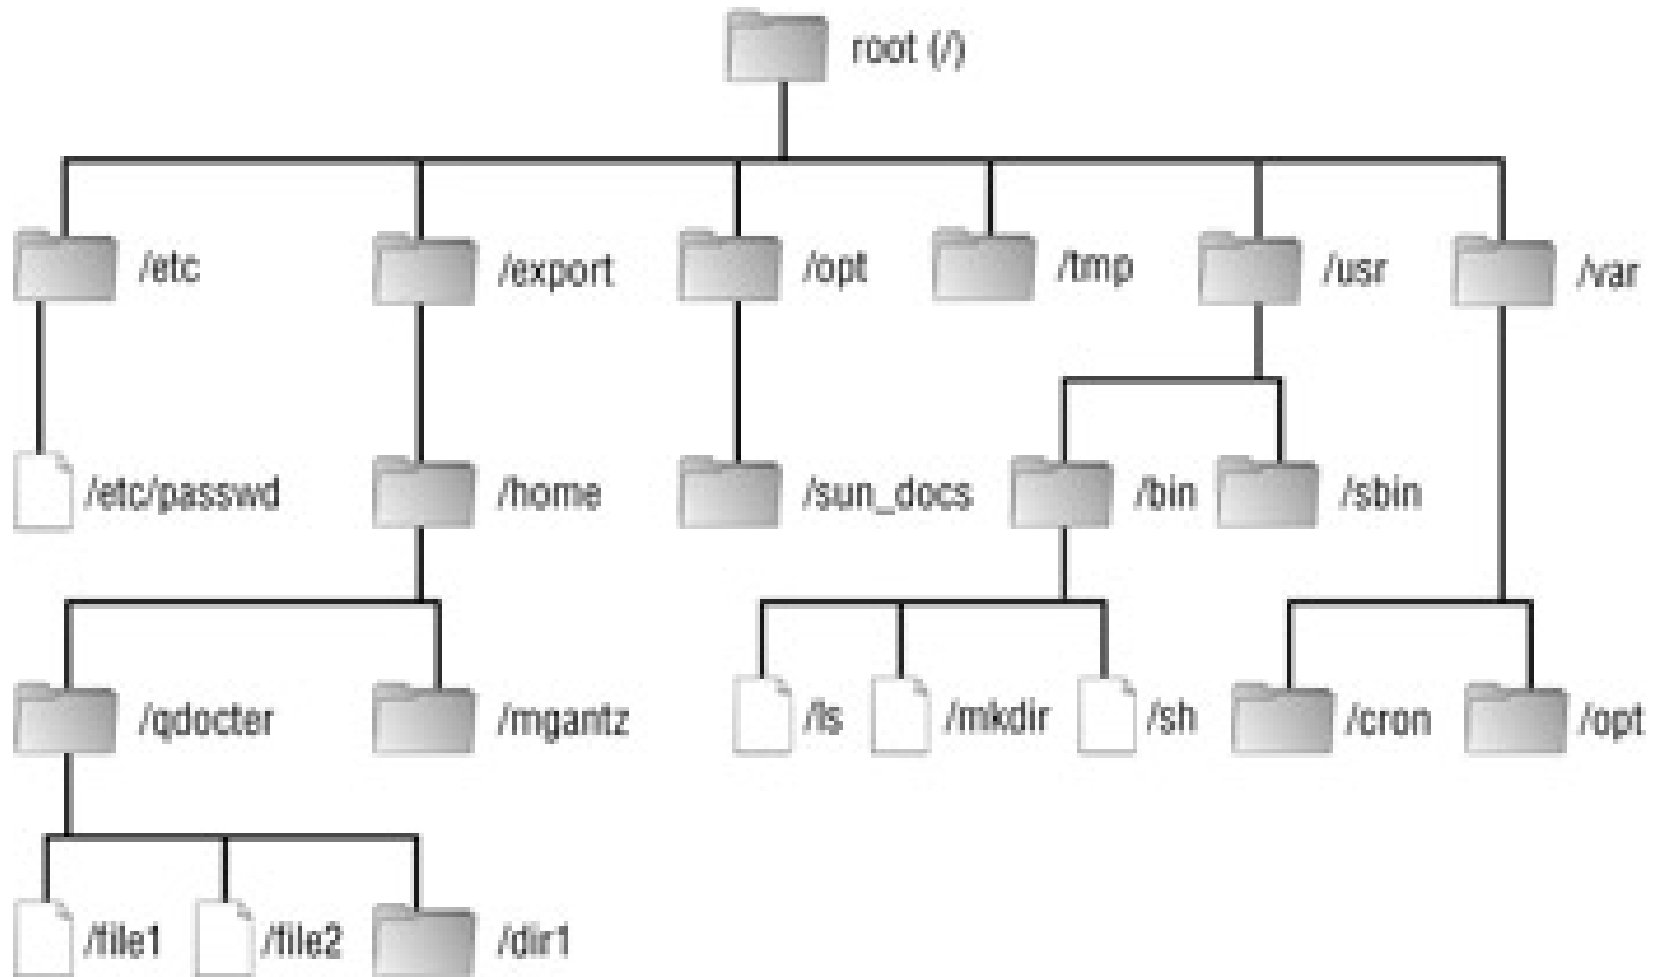 root (/)
/etc
/export
/opt
/tmp
/usr
/var
/etc/passwd
/home
/sun_docs
/bin
/sbin
/qdocter
/mgantz
/ls
/mkdir
/sh
/cron
/opt
/file1
/file2
/dir1